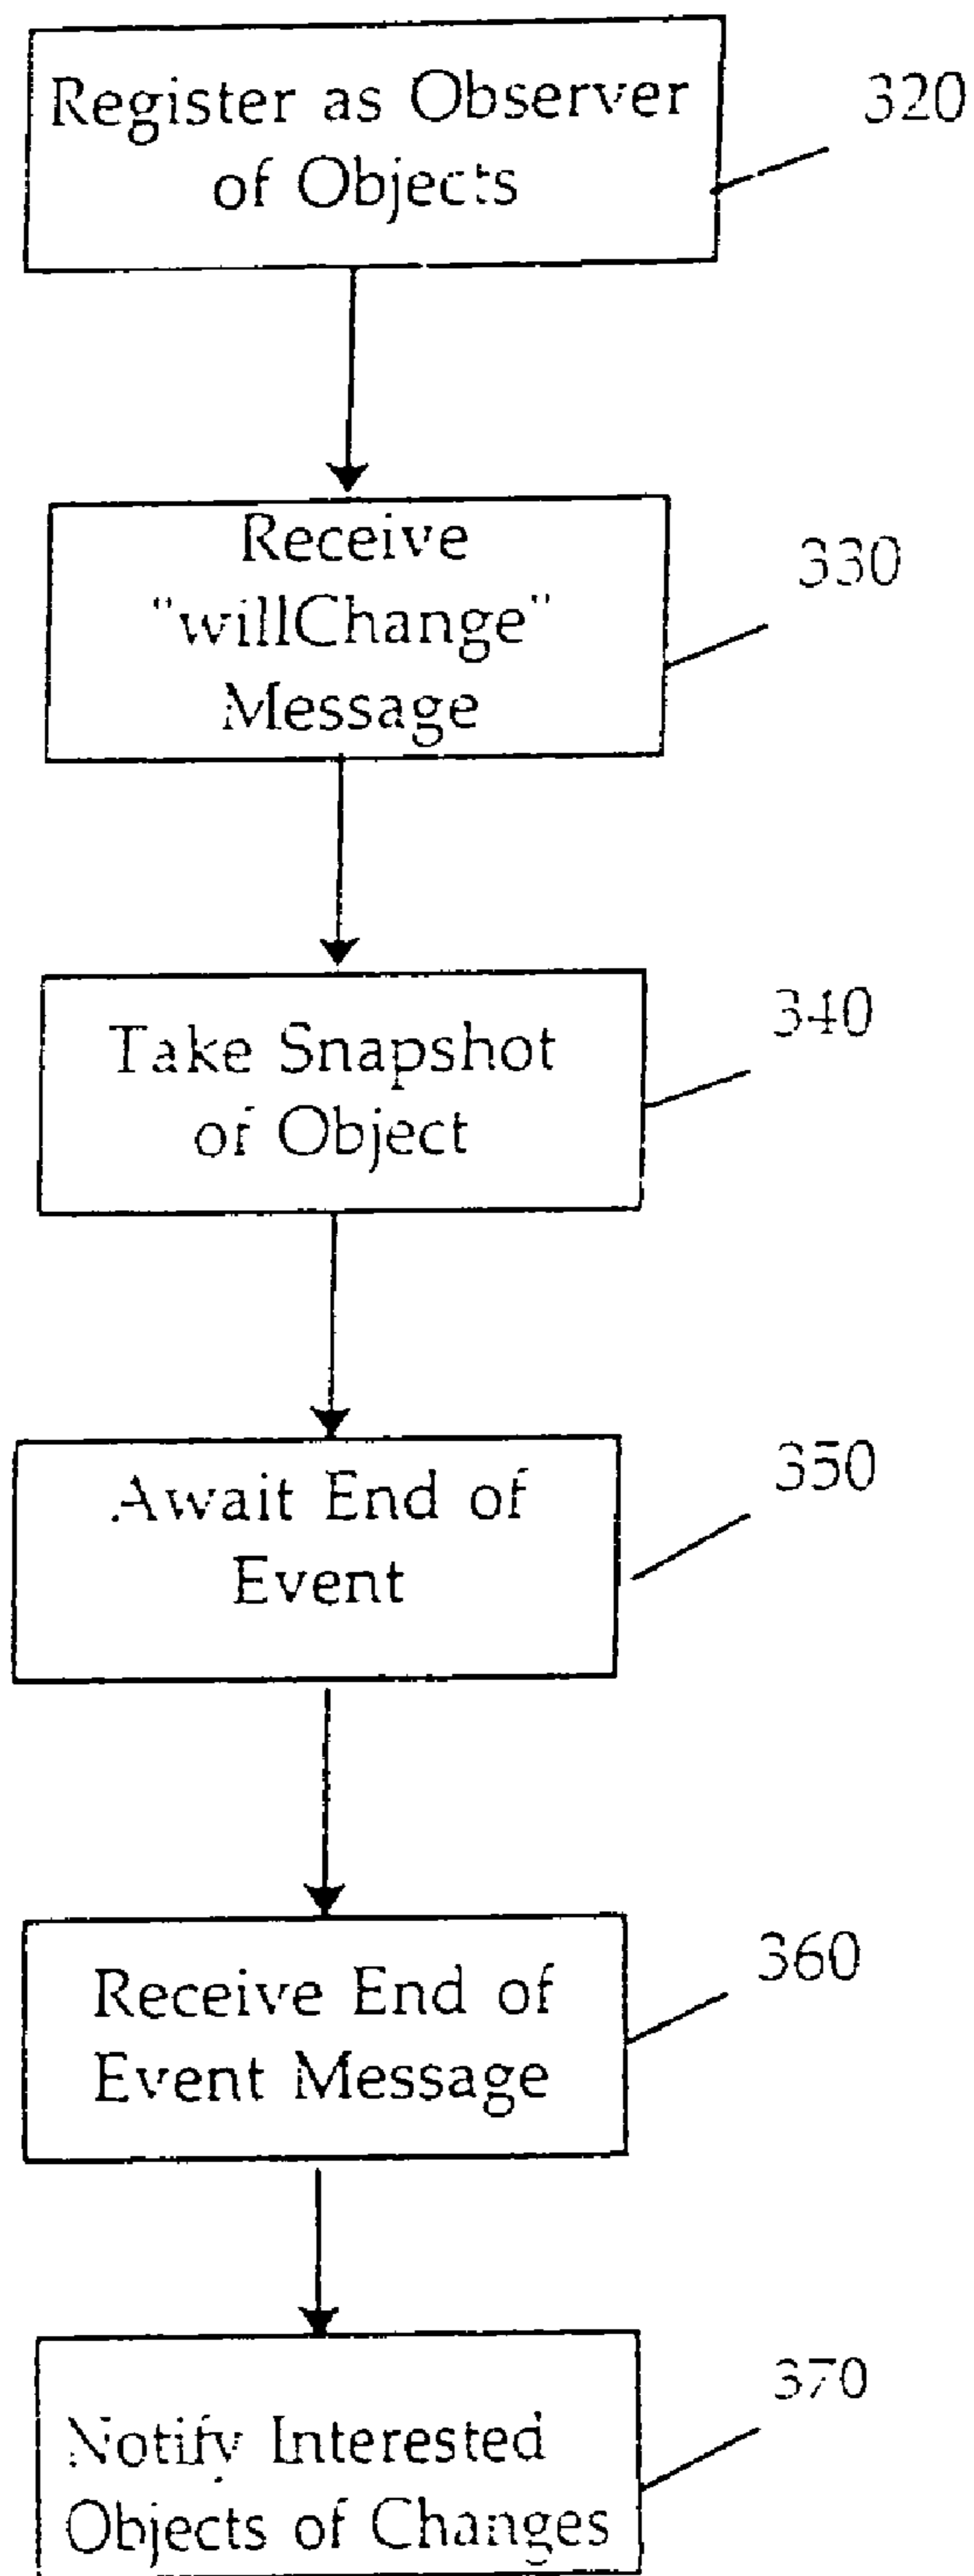 Register as Observer
of Objects
320
Receive
"willChange"
Message
330
Take Snapshot
of Object
340
Await End of
Event
350
Receive End of
Event Message
360
Notify Interested
Objects of Changes
370